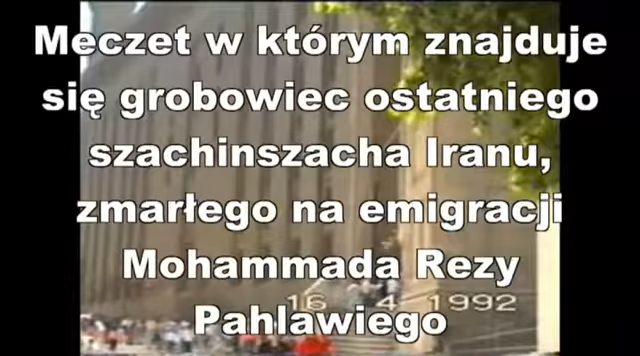 Meczet w którym znajduje
się grobowiec ostatniego
szachinszacha Iranu,
zmarłego na emigracji
Mohammada Rezy
Pahlawiego
16 4 1992